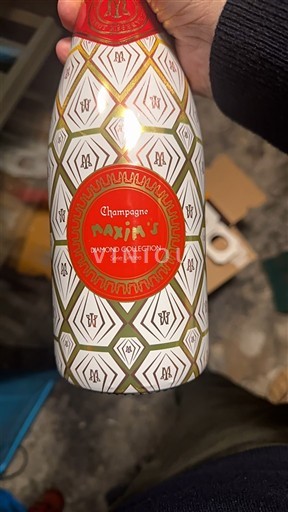 M
Champagne
MAXIM'S
DIAMOND COLLECTION
VINTOU